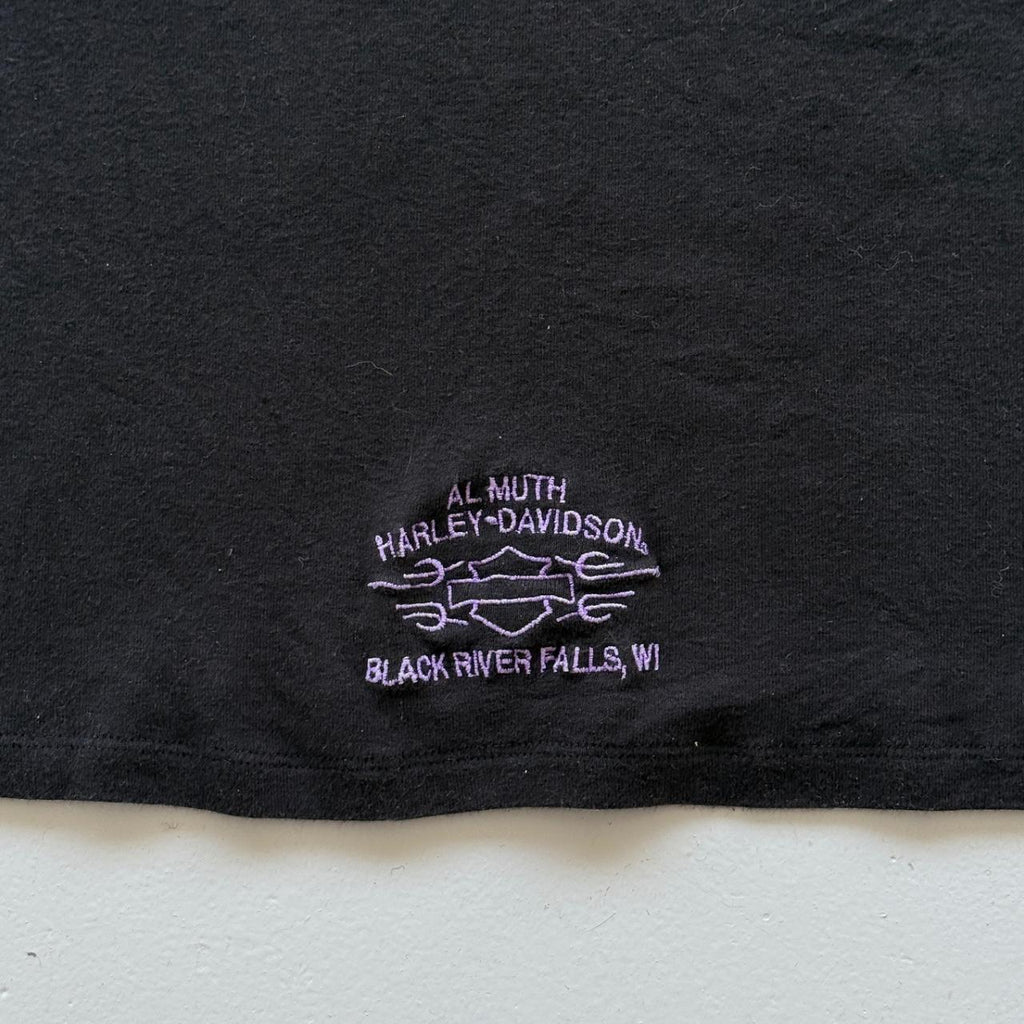 AL MUTH
HARLEY-DAVIDSON®
BLACK RIVER FALLS, WI